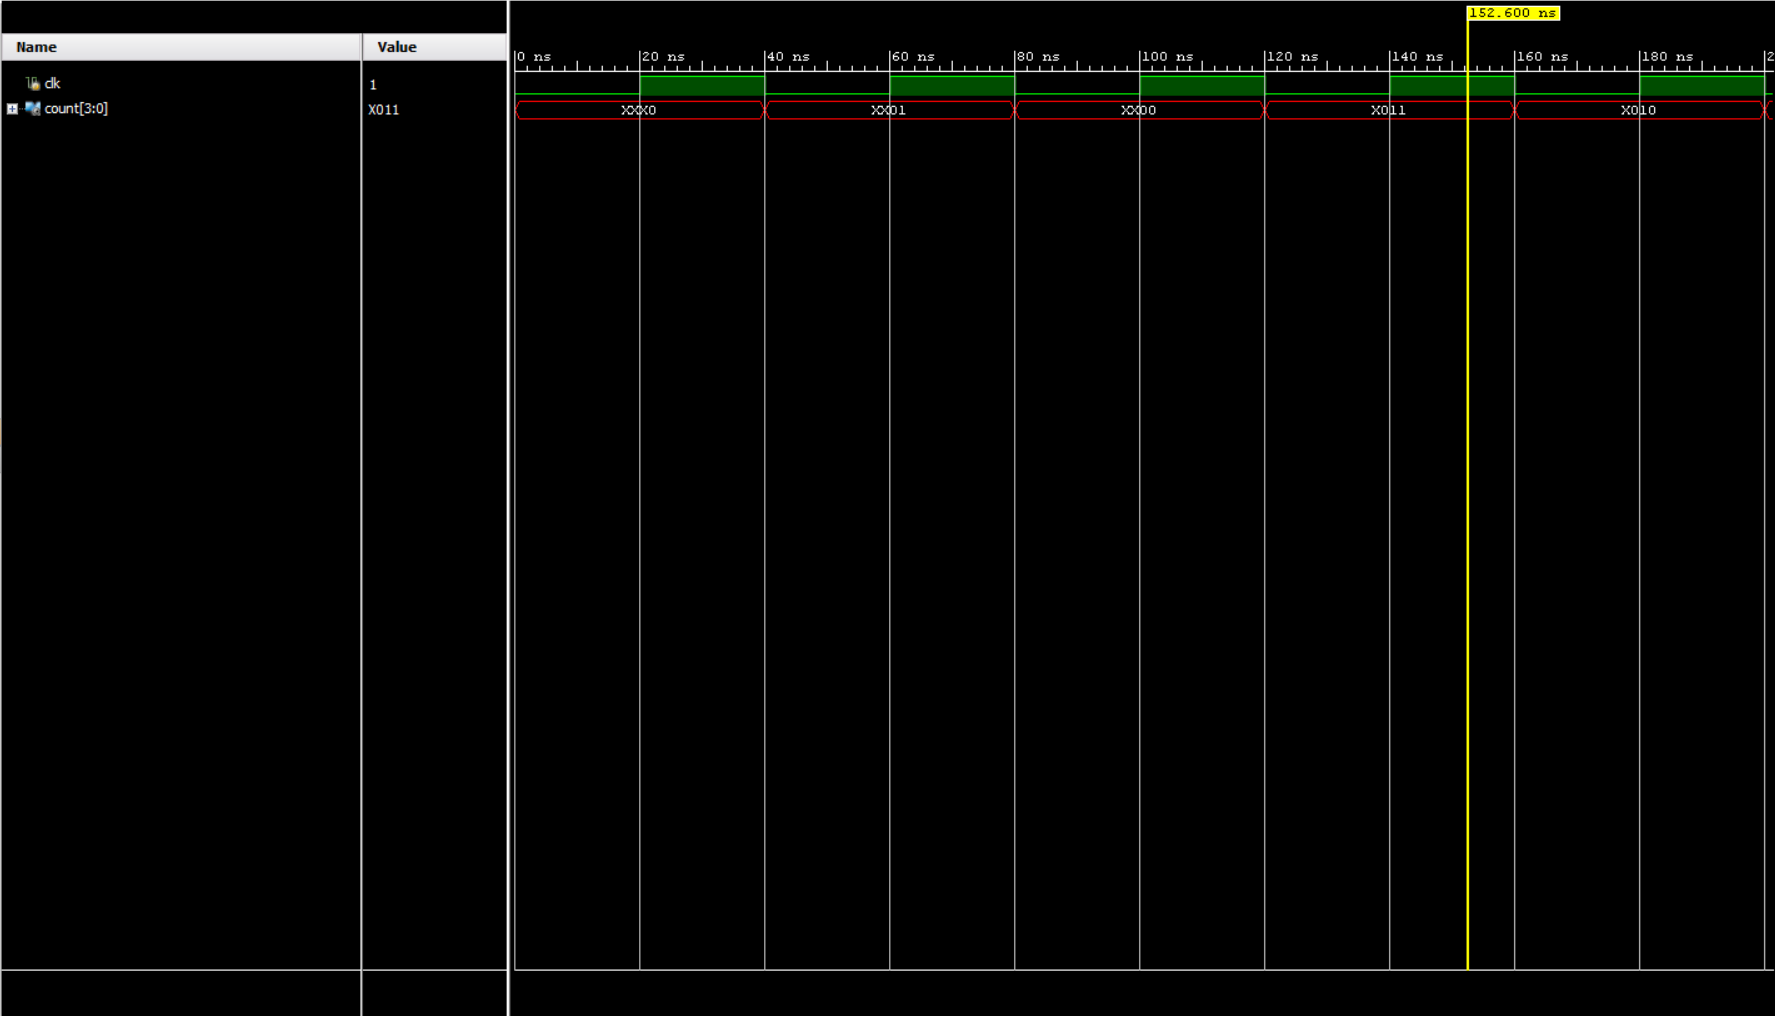 152.600 ns
Name Value
0 ns 20 ns 40 ns 60 ns 80 ns 100 ns 120 ns 140 ns 160 ns 180 ns 2
clk 1
count[3:0] X011 XXX0 XX01 XX00 X011 X010